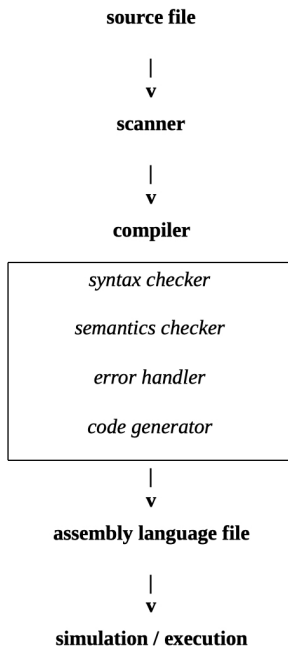 source file
|
v
scanner
|
v
compiler
syntax checker
semantics checker
error handler
code generator
|
v
assembly language file
|
v
simulation / execution